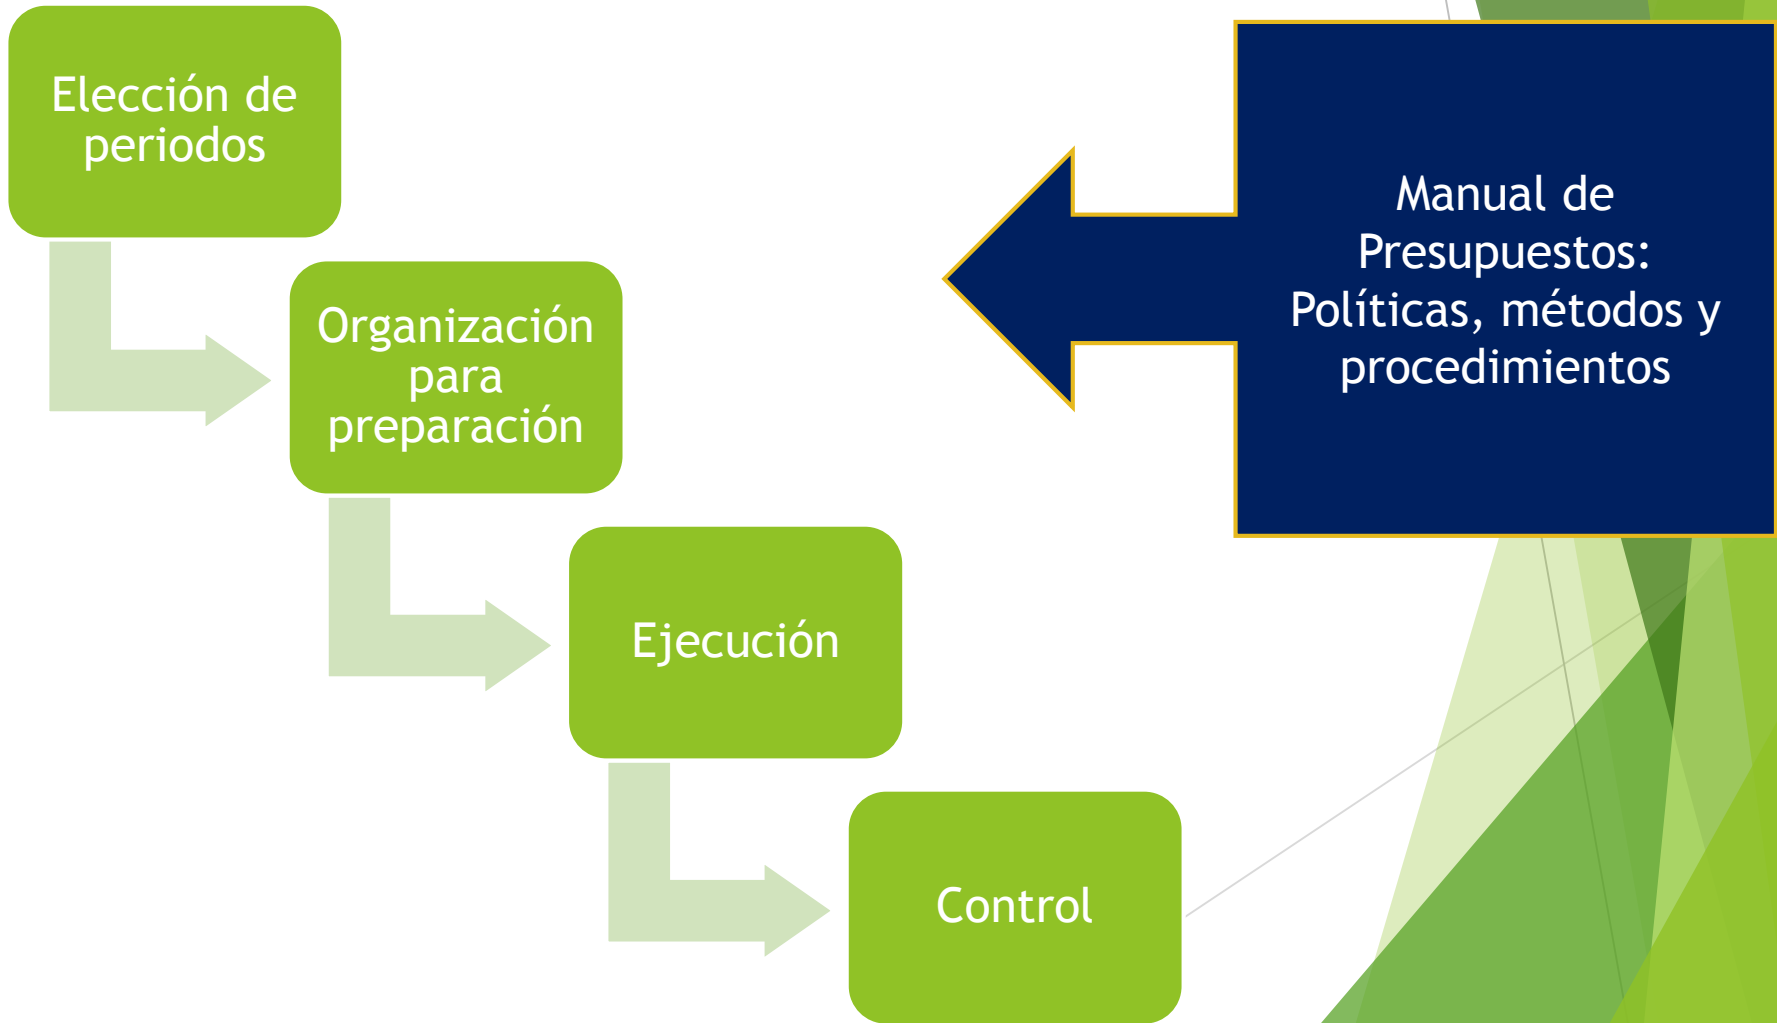 Elección de
periodos
Organización
para
preparación
Ejecución
Control
Manual de
Presupuestos:
Políticas, métodos y
procedimientos